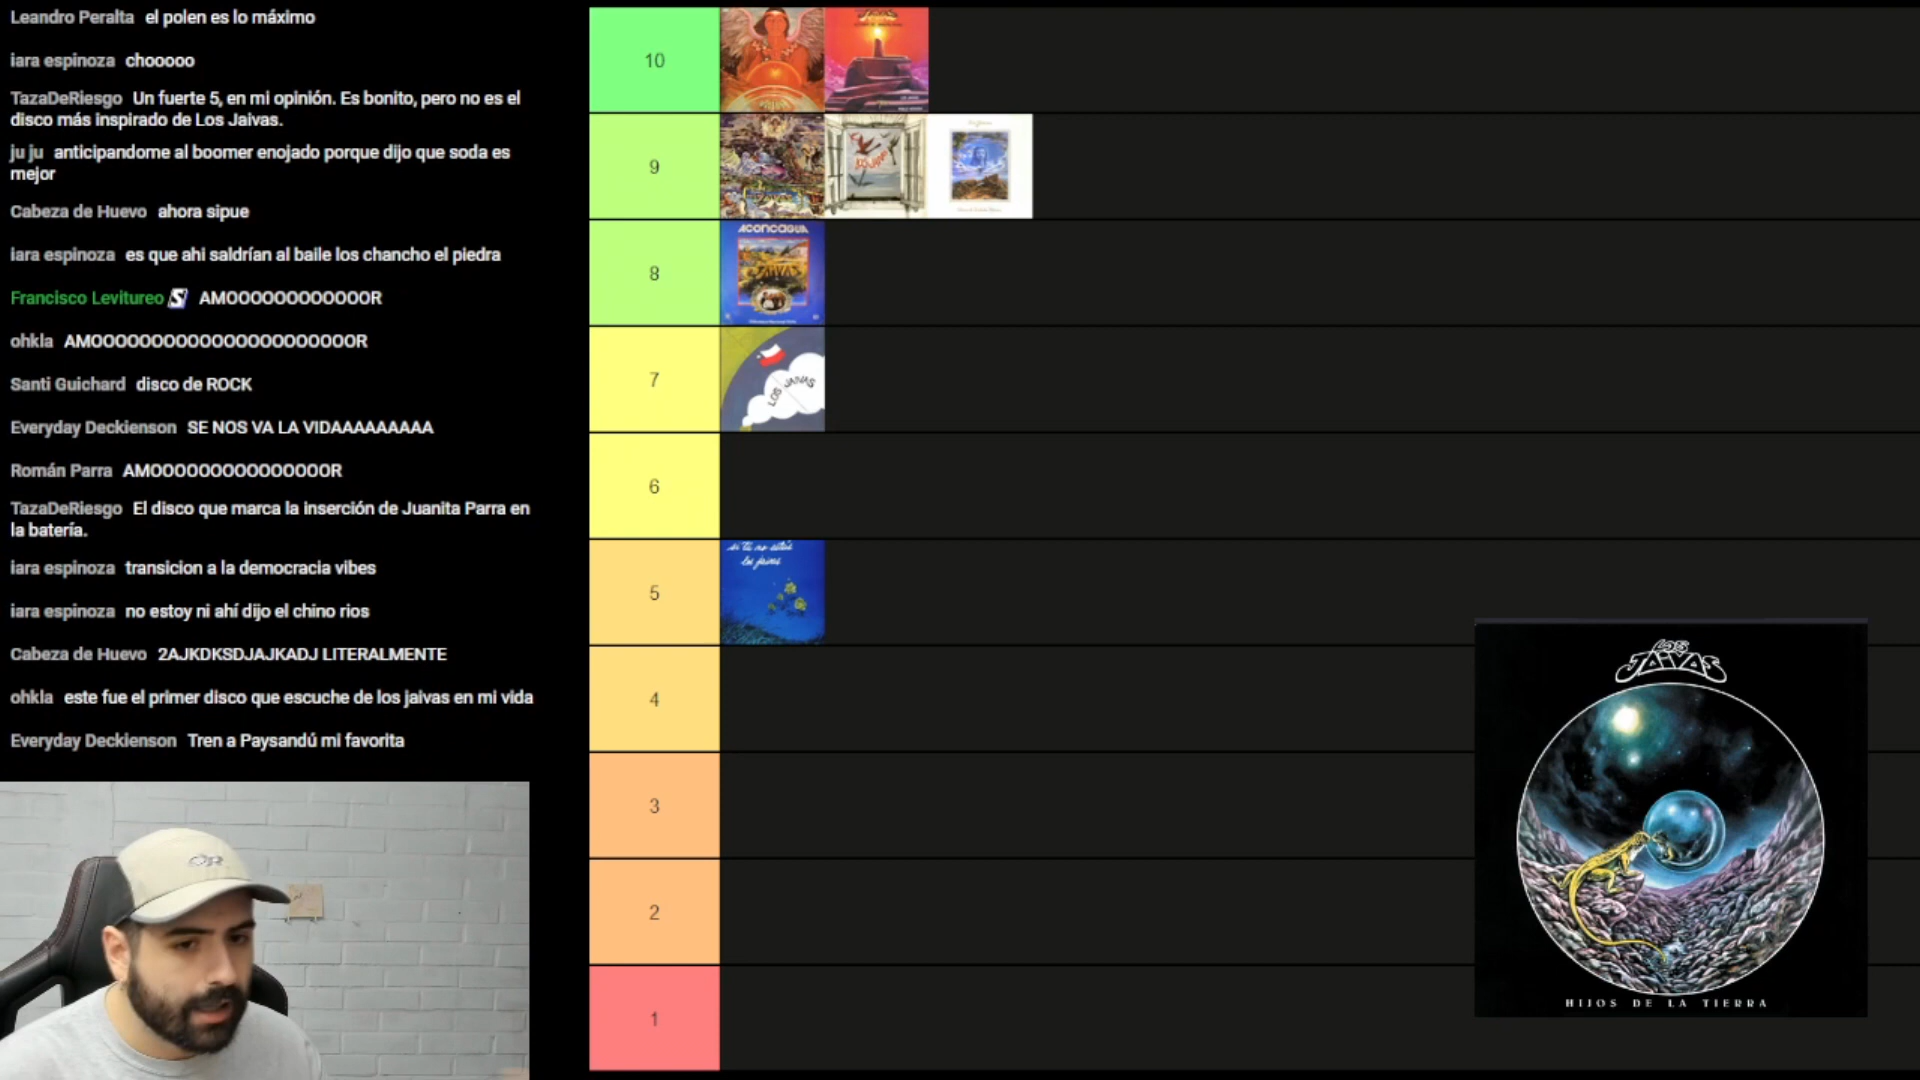 Leandro Peralta el polen es lo máximo
iara espinoza chooooo
TazaDeRiesgo Un fuerte 5, en mi opinión. Es bonito, pero no es el
disco más inspirado de Los Jaivas.
ju ju anticipandome al boomer enojado porque dijo que soda es
mejor
Cabeza de Huevo ahora sipue
iara espinoza es que ahi saldrían al baile los chancho el piedra
Francisco Levitureo S AMOOOOOOOOOOOOR
ohkla AMOOOOOOOOOOOOOOOOOOOOOOR
Santi Guichard disco de ROCK
Everyday Deckienson SE NOS VA LA VIDAAAAAAAAA
Román Parra AMOOOOOOOOOOOOOOOR
TazaDeRiesgo El disco que marca la inserción de Juanita Parra en
la batería.
iara espinoza transicion a la democracia vibes
iara espinoza no estoy ni ahí dijo el chino rios
Cabeza de Huevo 2AJKDKSDJAJKADJ LITERALMENTE
ohkla este fue el primer disco que escuche de los jaivas en mi vida
Everyday Deckienson Tren a Paysandú mi favorita
10
9
8
ACONCAGUA
JAIVAS
7
LOS JAIVAS
6
5
si tú no estás
los jaivas
4
3
2
1
LOS
JAIVAS
HIJOS DE LA TIERRA